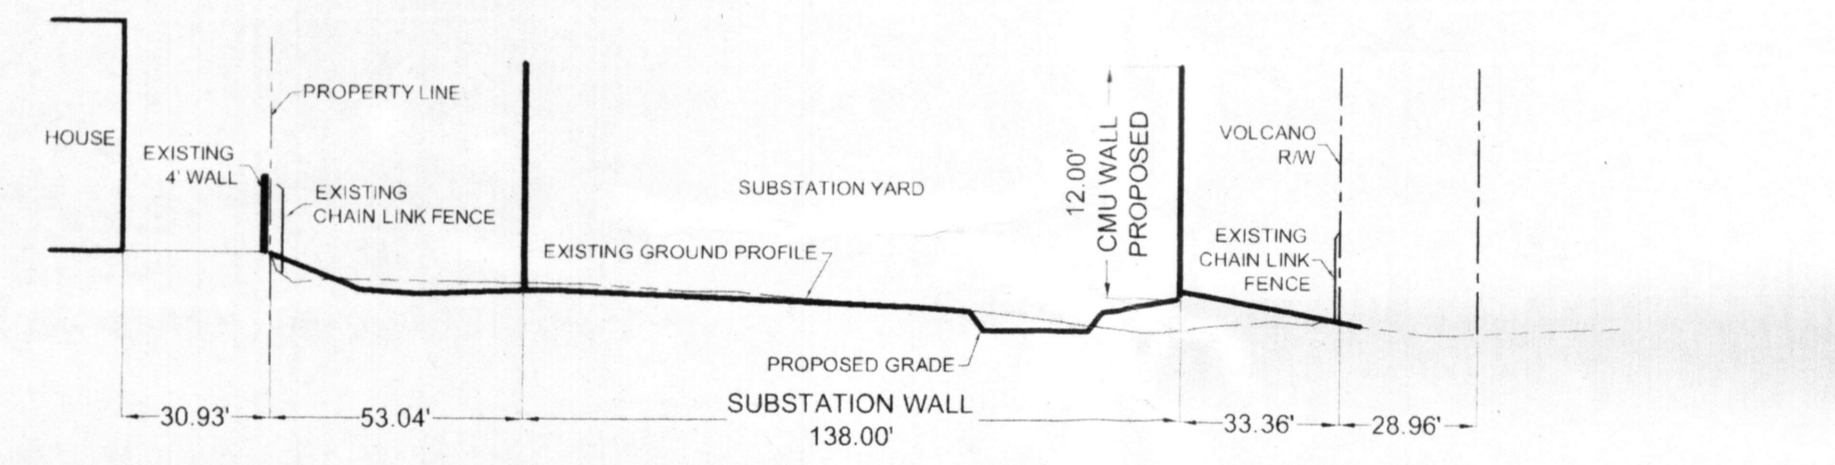 PROPERTY LINE
HOUSE
EXISTING
4' WALL
EXISTING
CHAIN LINK FENCE
SUBSTATION YARD
EXISTING GROUND PROFILE
12.00'
CMU WALL
PROPOSED
VOLCANO
R/W
EXISTING
CHAIN LINK
FENCE
PROPOSED GRADE
30.93'
53.04'
SUBSTATION WALL
138.00'
33.36'
28.96'